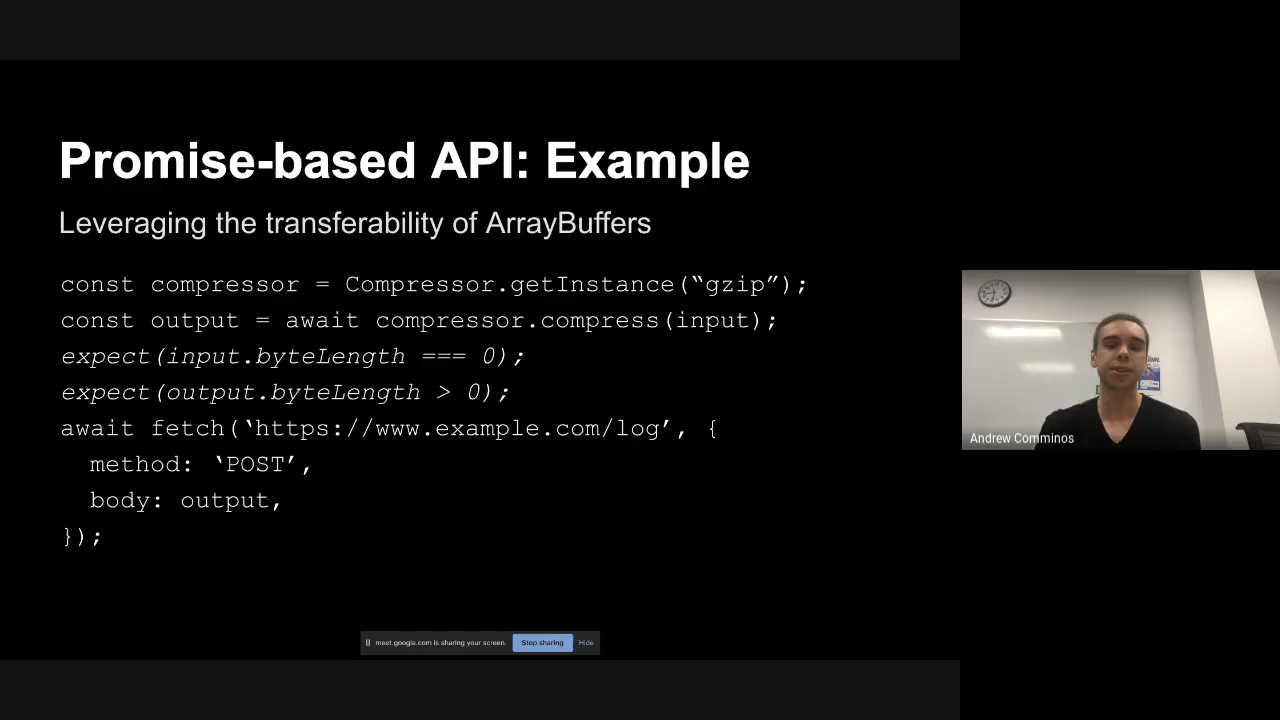 Promise-based API: Example
Leveraging the transferability of ArrayBuffers
const compressor = Compressor.getInstance(“gzip”);
const output = await compressor.compress(input);
expect(input.byteLength === 0);
expect(output.byteLength > 0);
await fetch(‘https://www.example.com/log’, {
  method: ‘POST’,
  body: output,
});
Andrew Comminos
meet.google.com is sharing your screen. Stop sharing Hide